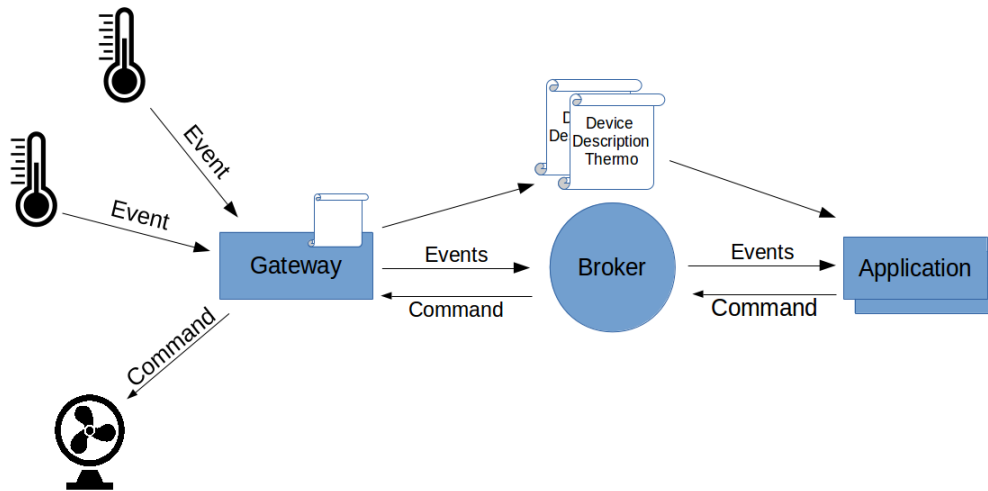 Event
Event
Gateway
Command
Device
Description
Thermo
Events
Command
Broker
Events
Command
Application